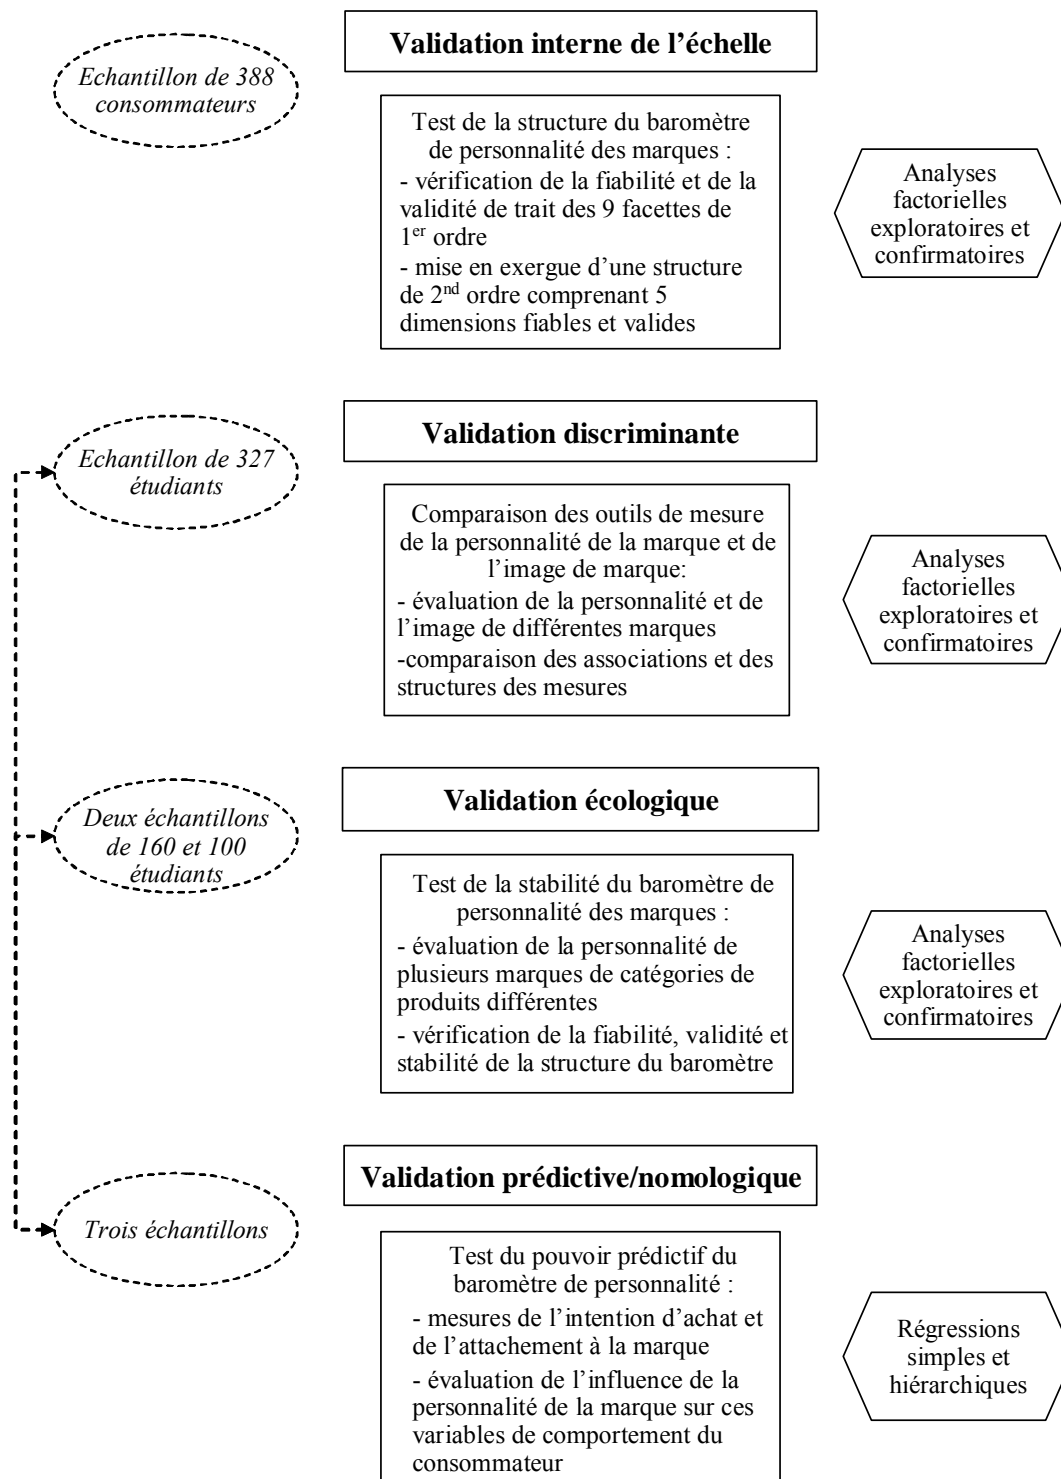 Validation interne de l’échelle
Echantillon de 388
consommateurs
Test de la structure du baromètre
de personnalité des marques :
- vérification de la fiabilité et de la
validité de trait des 9 facettes de
1er ordre
- mise en exergue d’une structure
de 2nd ordre comprenant 5
dimensions fiables et valides
Analyses
factorielles
exploratoires et
confirmatoires
Validation discriminante
Echantillon de 327
étudiants
Comparaison des outils de mesure
de la personnalité de la marque et de
l’image de marque:
- évaluation de la personnalité et de
l’image de différentes marques
-comparaison des associations et des
structures des mesures
Analyses
factorielles
exploratoires et
confirmatoires
Validation écologique
Deux échantillons
de 160 et 100
étudiants
Test de la stabilité du baromètre de
personnalité des marques :
- évaluation de la personnalité de
plusieurs marques de catégories de
produits différentes
- vérification de la fiabilité, validité et
stabilité de la structure du baromètre
Analyses
factorielles
exploratoires et
confirmatoires
Validation prédictive/nomologique
Trois échantillons
Test du pouvoir prédictif du
baromètre de personnalité :
- mesures de l’intention d’achat et
de l’attachement à la marque
- évaluation de l’influence de la
personnalité de la marque sur ces
variables de comportement du
consommateur
Régressions
simples et
hiérarchiques